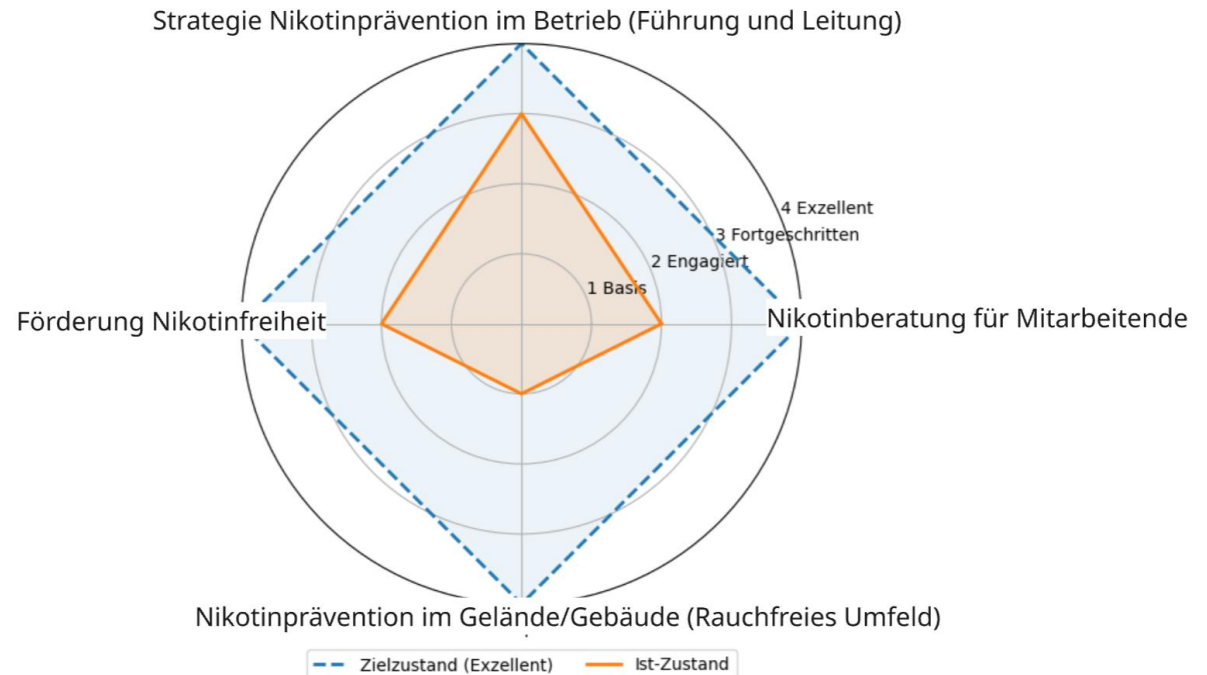 Strategie Nikotinprävention im Betrieb (Führung und Leitung)
4 Exzellent
3 Fortgeschritten
2 Engagiert
1 Basis
Förderung Nikotinfreiheit
Nikotinberatung für Mitarbeitende
Nikotinprävention im Gelände/Gebäude (Rauchfreies Umfeld)
Zielzustand (Exzellent)
Ist-Zustand